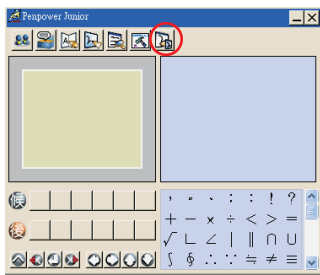 Penpower Junior
候
後
， 。 、 ； ： ！ ？
＋ － × ÷ ＜ ＞ ＝
√ ∟ ∠ ｜ ‖ ∩ ∪
∫ ∮ ∴ ∵ ≒ ≠ ≡